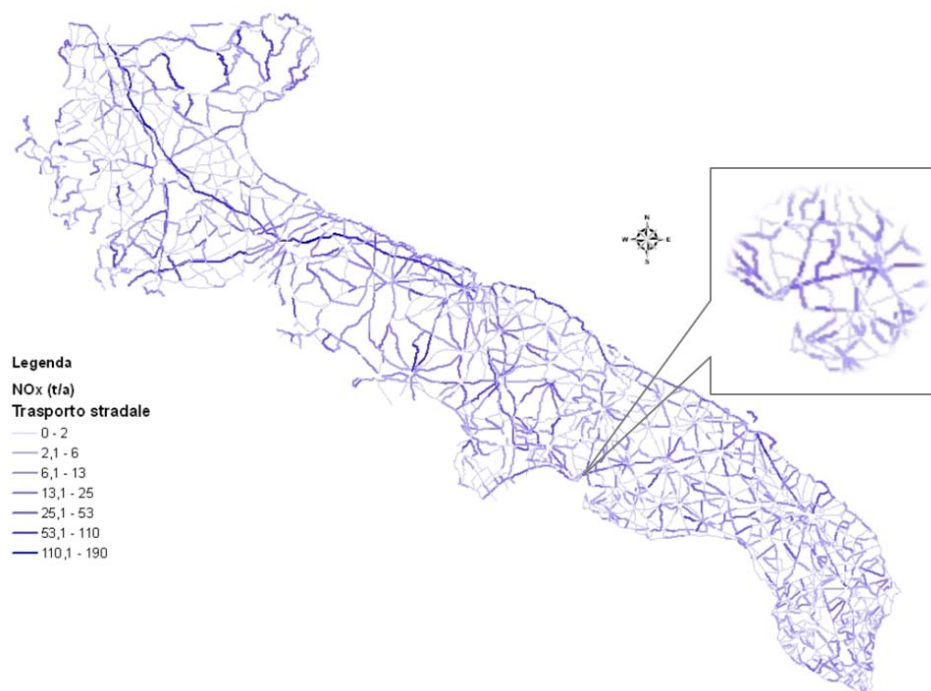 N
W E
S
Legenda
NOx (t/a)
Trasporto stradale
0 - 2
2,1 - 6
6,1 - 13
13,1 - 25
25,1 - 53
53,1 - 110
110,1 - 190